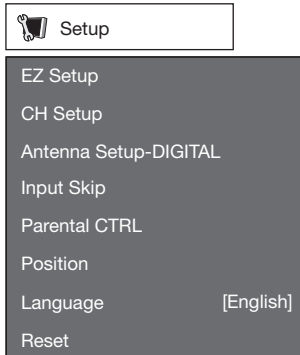 Setup
EZ Setup
CH Setup
Antenna Setup-DIGITAL
Input Skip
Parental CTRL
Position
Language [English]
Reset